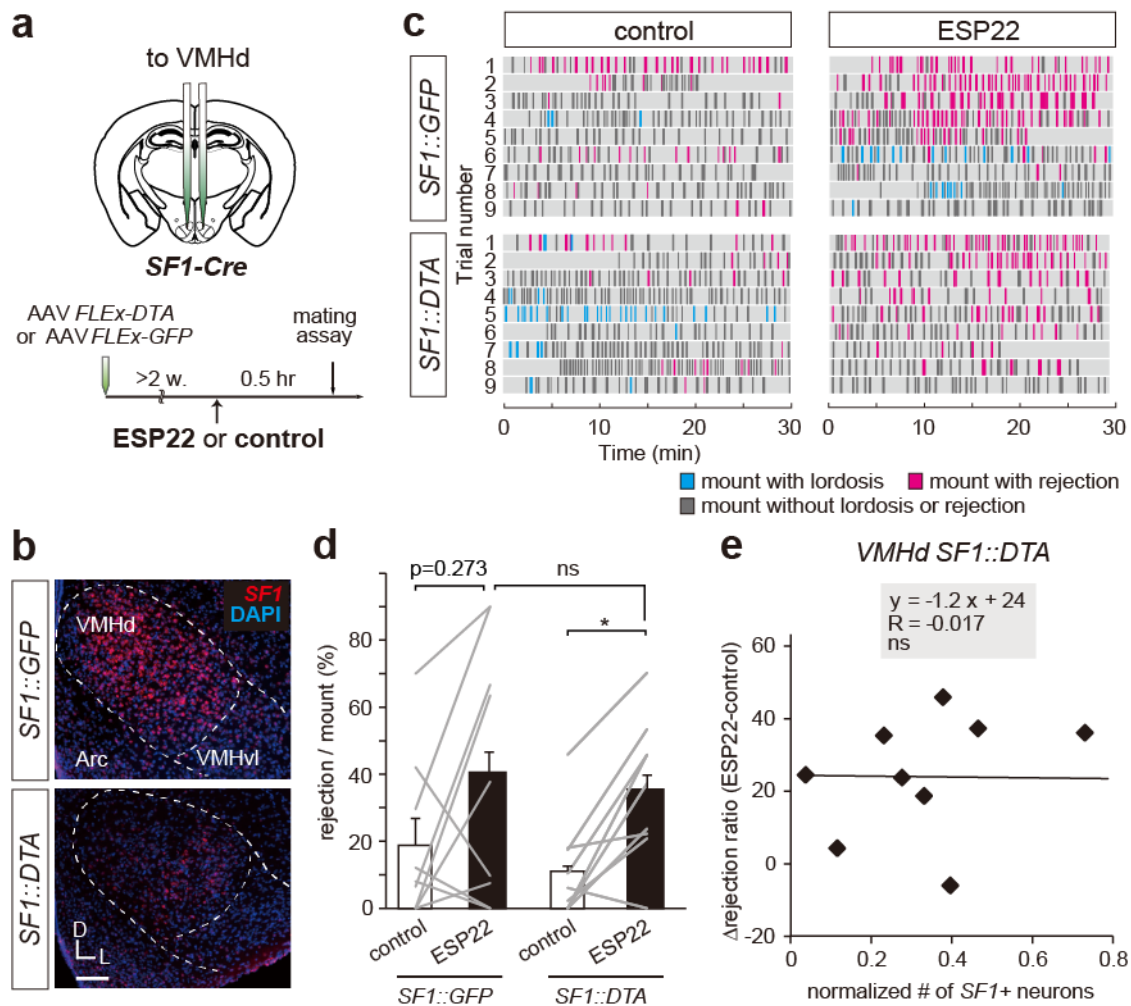 a
to VMHd
SF1-Cre
AAV FLEx-DTA
or AAV FLEx-GFP
mating
assay
>2 w.
0.5 hr
ESP22 or control
b
SF1::GFP
SF1
DAPI
VMHd
Arc
VMHvl
SF1::DTA
D
L
c
control
ESP22
Trial number
SF1::GFP
1
2
3
4
5
6
7
8
9
SF1::DTA
1
2
3
4
5
6
7
8
9
0 10 20 30
0 10 20 30
Time (min)
mount with lordosis
mount with rejection
mount without lordosis or rejection
d
p=0.273
ns
*
rejection / mount (%)
80
60
40
20
0
control
ESP22
control
ESP22
SF1::GFP
SF1::DTA
e
VMHd SF1::DTA
y = -1.2 x + 24
R = -0.017
ns
Δrejection ratio (ESP22-control)
60
40
20
0
-20
0 0.2 0.4 0.6 0.8
normalized # of SF1+ neurons